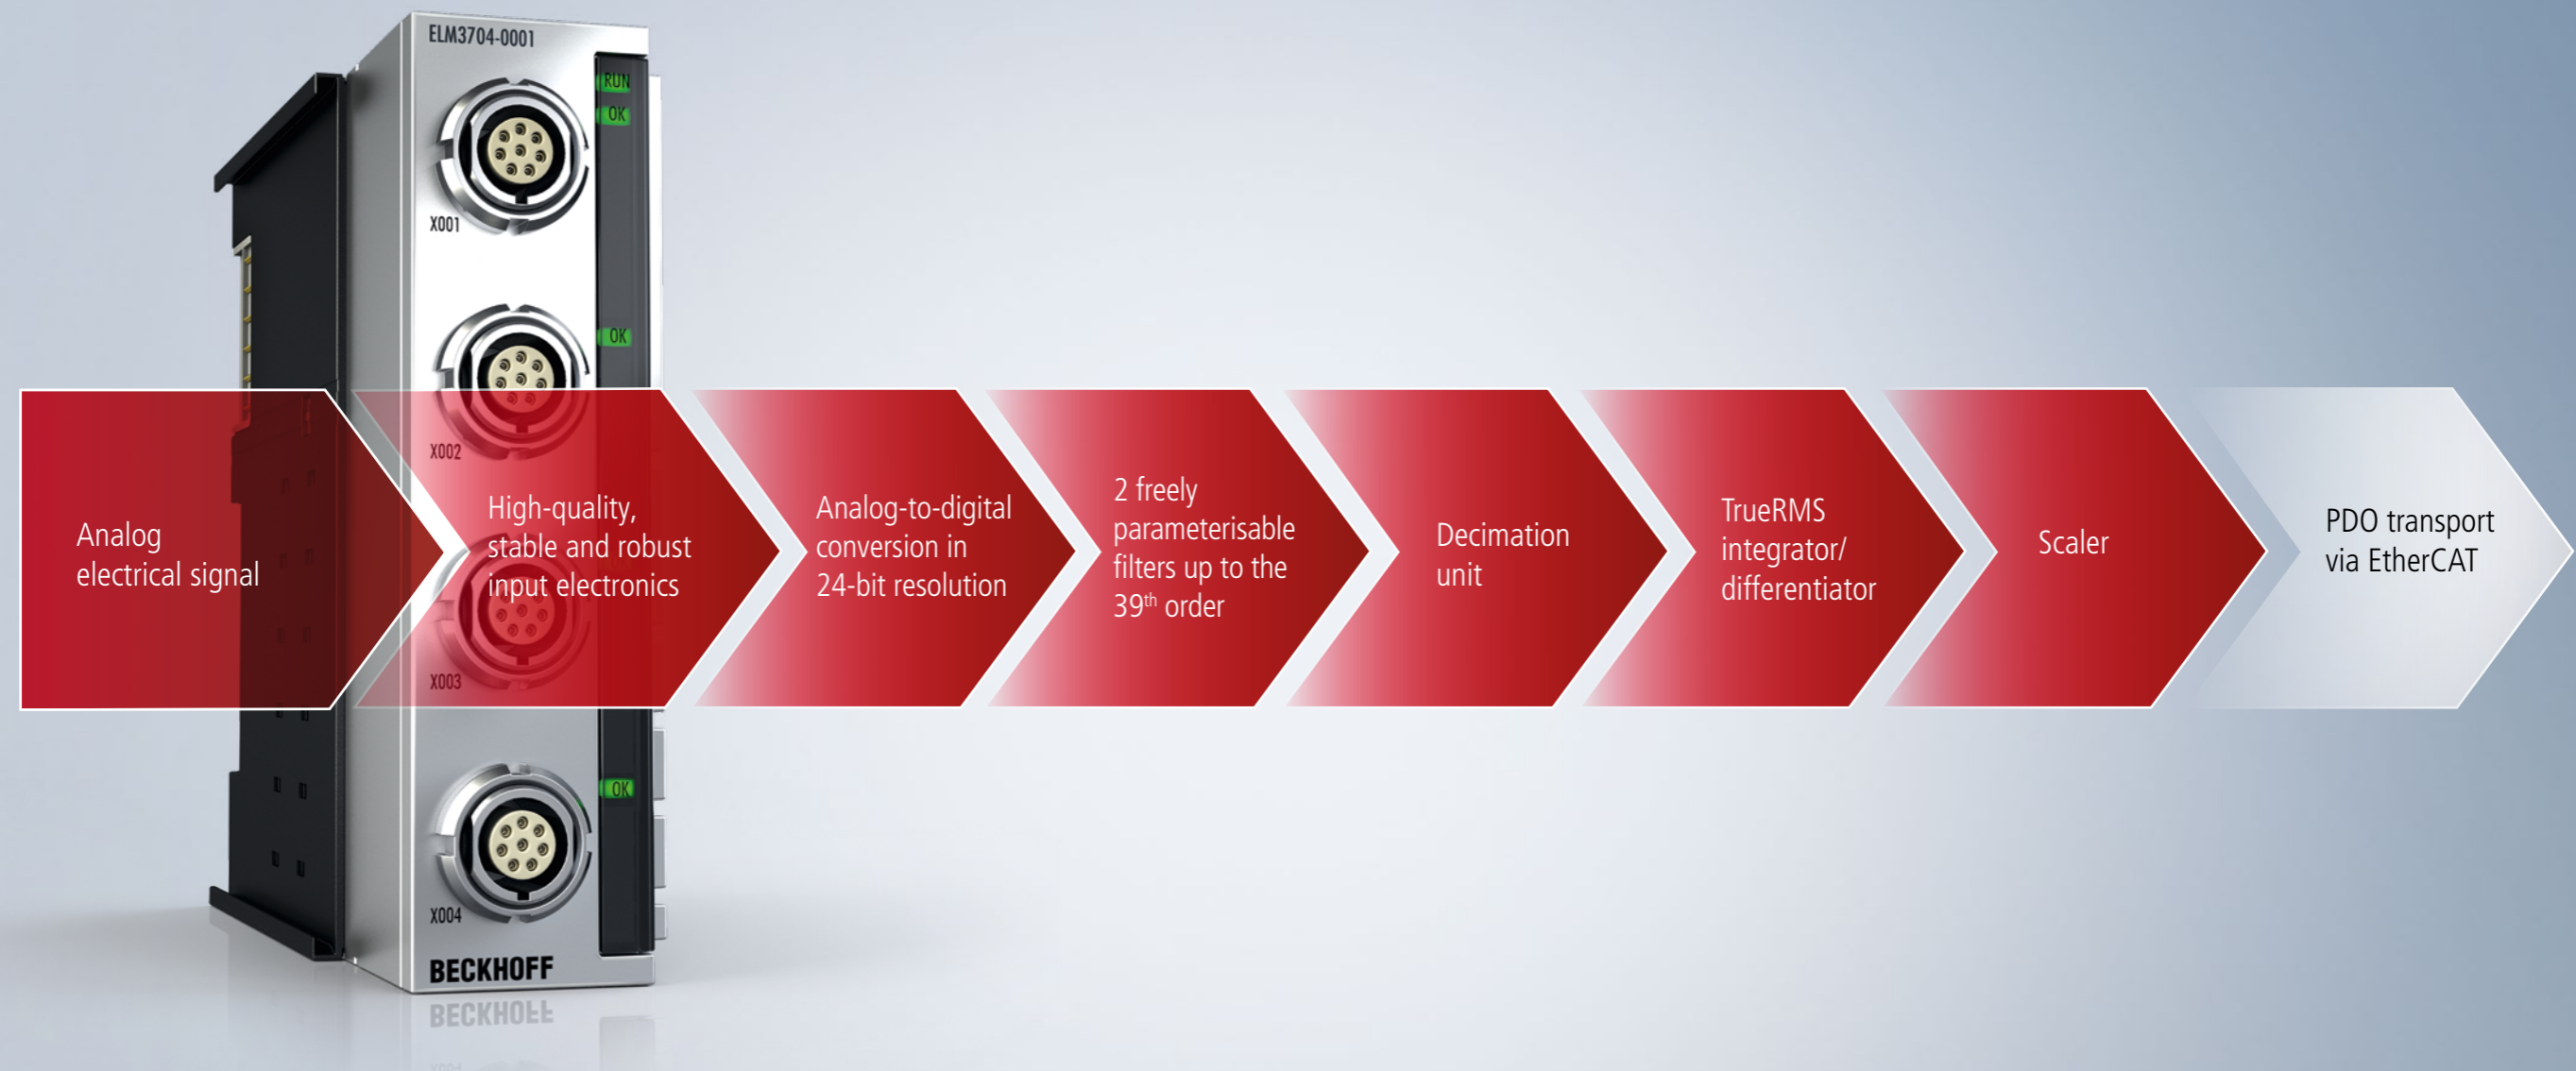 ELM3704-0001
RUN
OK
X001
OK
X002
X003
OK
X004
BECKHOFF
BECKHOFF
X004
Analog
electrical signal
High-quality,
stable and robust
input electronics
Analog-to-digital
conversion in
24-bit resolution
2 freely
parameterisable
filters up to the
39th order
Decimation
unit
TrueRMS
integrator/
differentiator
Scaler
PDO transport
via EtherCAT